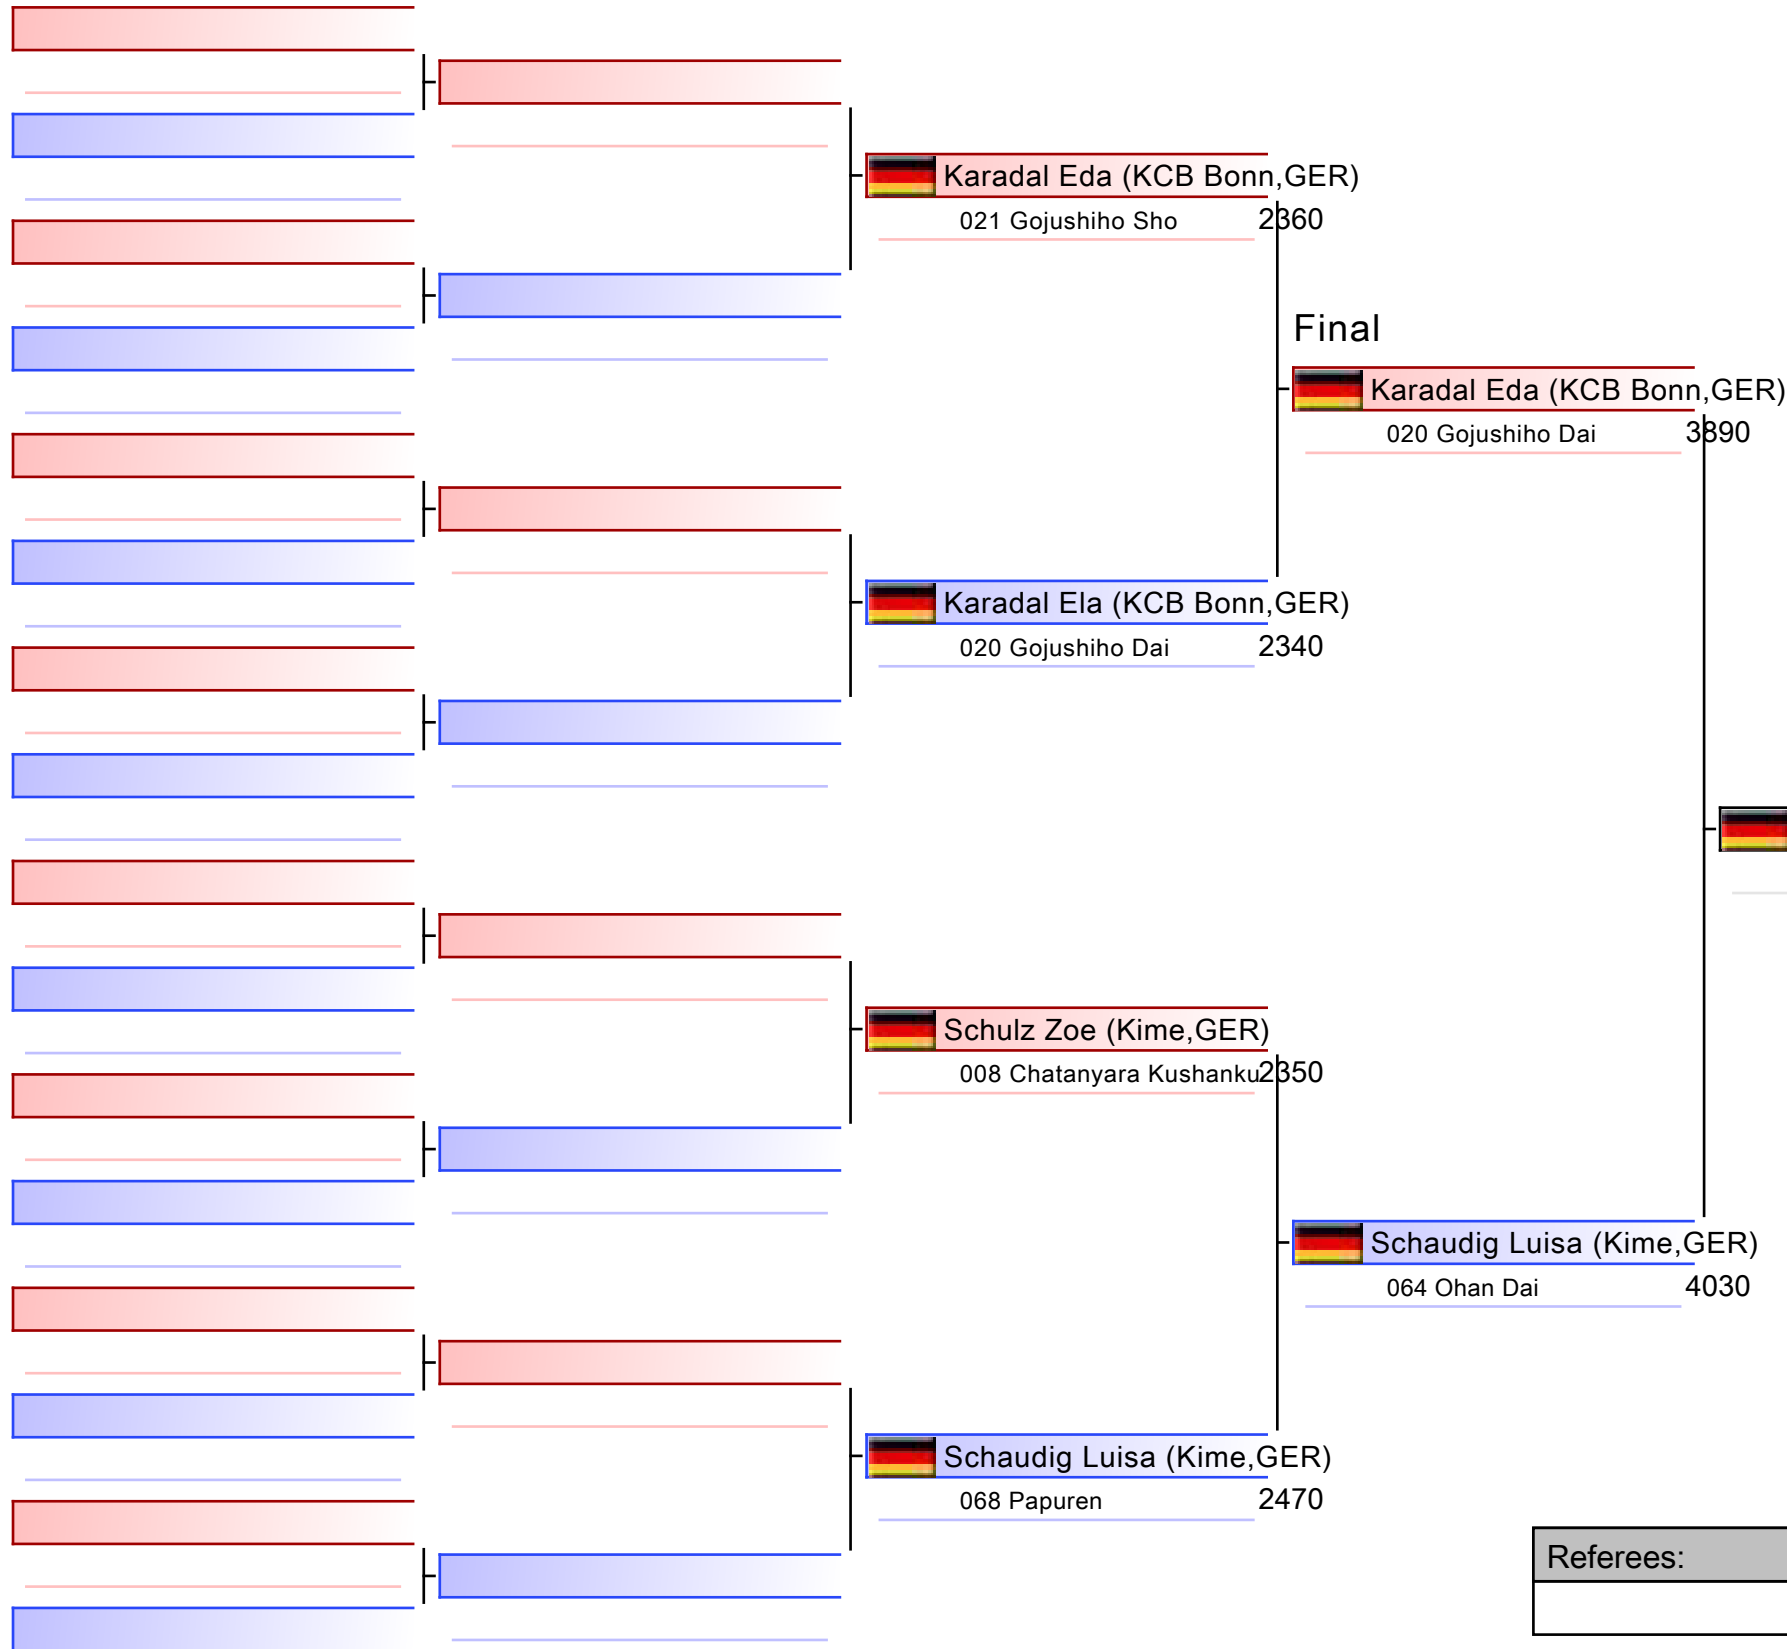 Karadal Eda (KCB Bonn,GER)
021 Gojushiho Sho 2360
Final
Karadal Eda (KCB Bonn,GER)
020 Gojushiho Dai 3890
Karadal Ela (KCB Bonn,GER)
020 Gojushiho Dai 2340
Schulz Zoe (Kime,GER)
008 Chatanyara Kushanku 2350
Schaudig Luisa (Kime,GER)
064 Ohan Dai 4030
Schaudig Luisa (Kime,GER)
068 Papuren 2470
Referees: